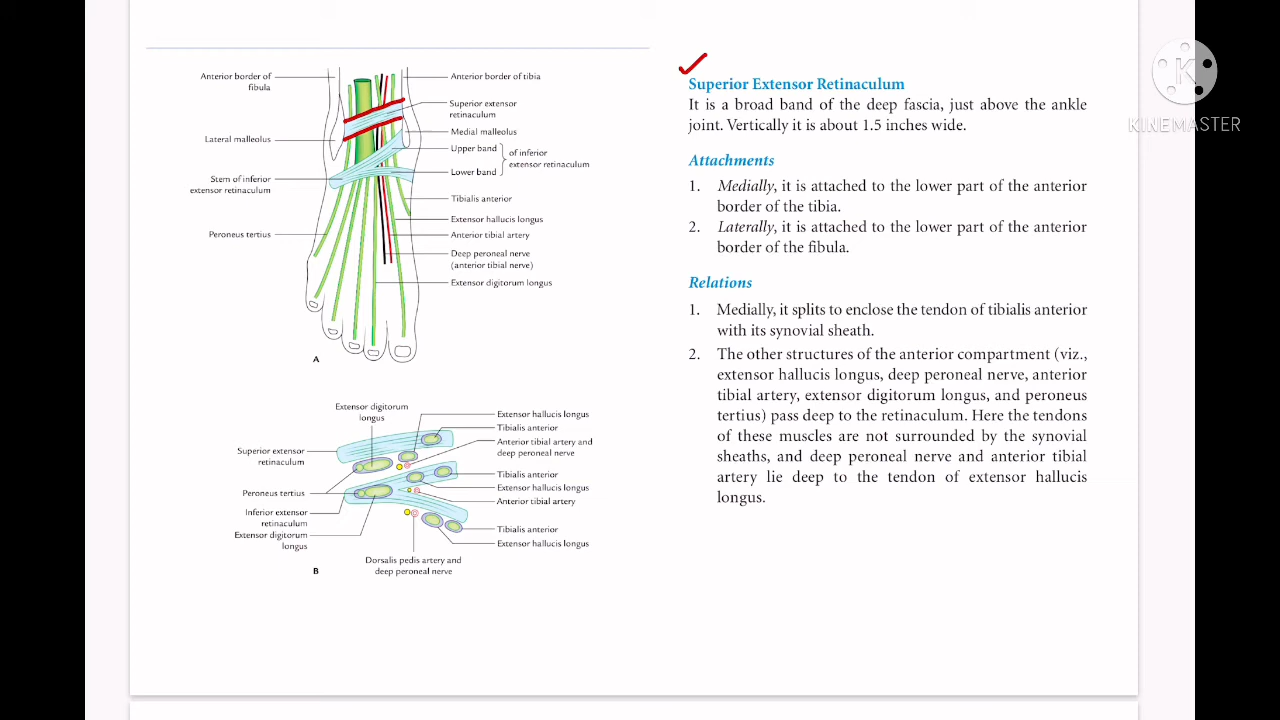 Anterior border of
fibula
Lateral malleolus
Stem of inferior
extensor retinaculum
Peroneus tertius
Anterior border of tibia
Superior extensor
retinaculum
Medial malleolus
Upper band
Lower band
of inferior
extensor retinaculum
Tibialis anterior
Extensor hallucis longus
Anterior tibial artery
Deep peroneal nerve
(anterior tibial nerve)
Extensor digitorum longus
A
Extensor digitorum
longus
Superior extensor
retinaculum
Peroneus tertius
Inferior extensor
retinaculum
Extensor digitorum
longus
Extensor hallucis longus
Tibialis anterior
Anterior tibial artery and
deep peroneal nerve
Tibialis anterior
Extensor hallucis longus
Anterior tibial artery
Tibialis anterior
Extensor hallucis longus
Dorsalis pedis artery and
deep peroneal nerve
B
Superior Extensor Retinaculum
It is a broad band of the deep fascia, just above the ankle
joint. Vertically it is about 1.5 inches wide.
Attachments
1. Medially, it is attached to the lower part of the anterior
border of the tibia.
2. Laterally, it is attached to the lower part of the anterior
border of the fibula.
Relations
1. Medially, it splits to enclose the tendon of tibialis anterior
with its synovial sheath.
2. The other structures of the anterior compartment (viz.,
extensor hallucis longus, deep peroneal nerve, anterior
tibial artery, extensor digitorum longus, and peroneus
tertius) pass deep to the retinaculum. Here the tendons
of these muscles are not surrounded by the synovial
sheaths, and deep peroneal nerve and anterior tibial
artery lie deep to the tendon of extensor hallucis
longus.
K
KINEMASTER